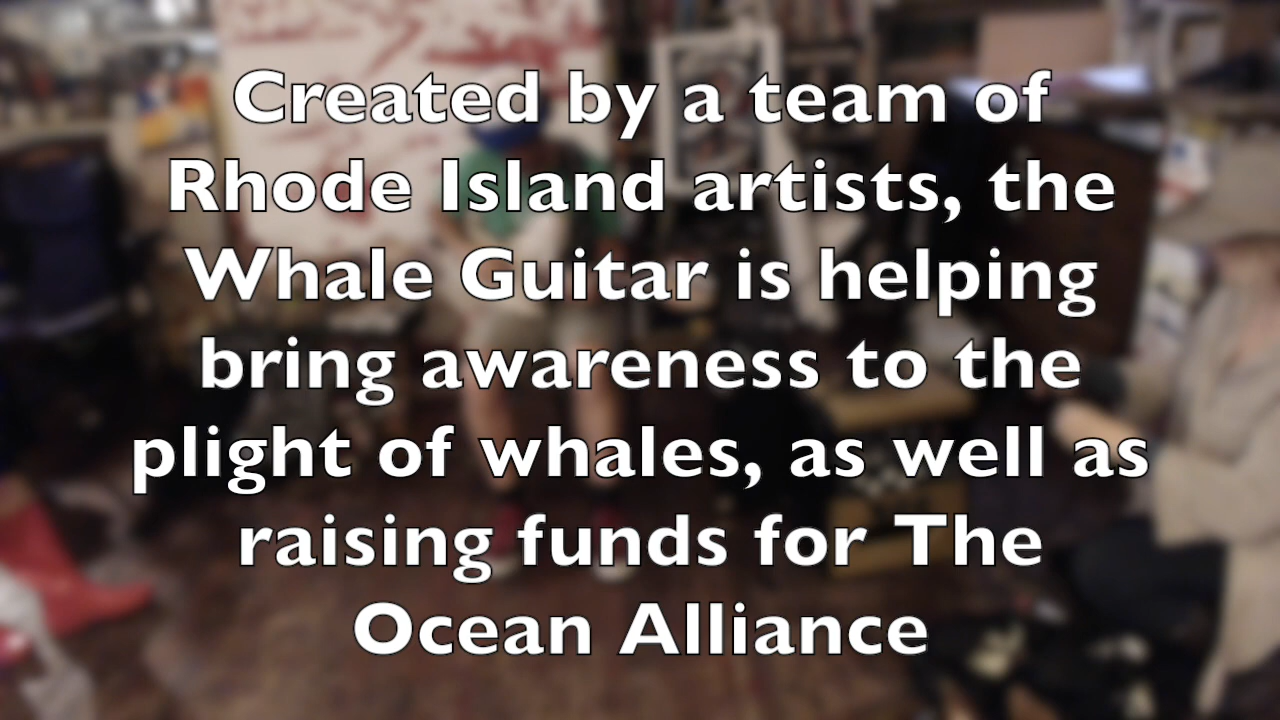 Created by a team of
Rhode Island artists, the
Whale Guitar is helping
bring awareness to the
plight of whales, as well as
raising funds for The
Ocean Alliance